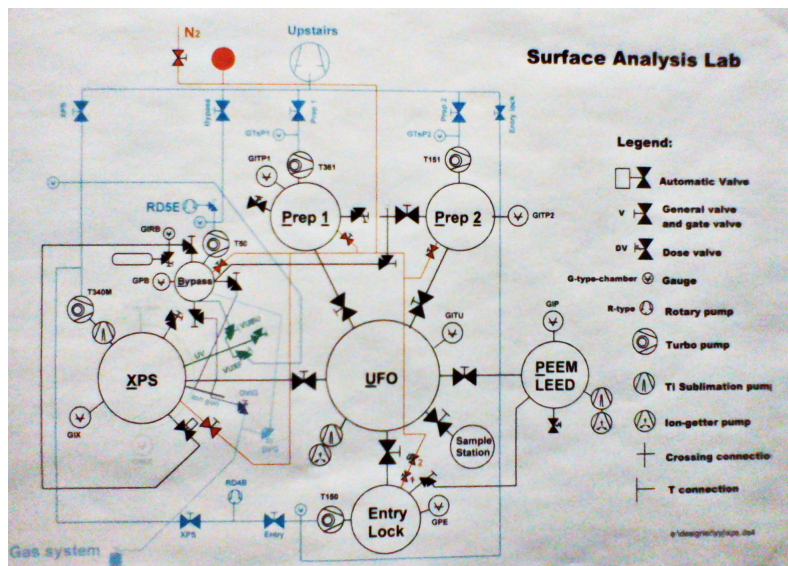 N2
Upstairs
Surface Analysis Lab
XPS
Bypass
Prep 1
Prep 2
Entry lock
GTsP1
GTsP2
Legend:
GITP1
T361
T151
Automatic Valve
RD5E
Prep 1
Prep 2
GITP2
V
General valve
and gate valve
GIRB
T50
DV
Dose valve
GPB
Bypass
G-type-chamber
Gauge
T340M
R-type
Rotary pump
GITU
GIP
Turbo pump
UV
XPS
UFO
PEEM
LEED
Ti Sublimation pump
GIX
Ion-getter pump
Sample
Station
Crossing connectio
RD4B
T150
Entry
Lock
GPE
T connection
XPS
Entry
Gas system